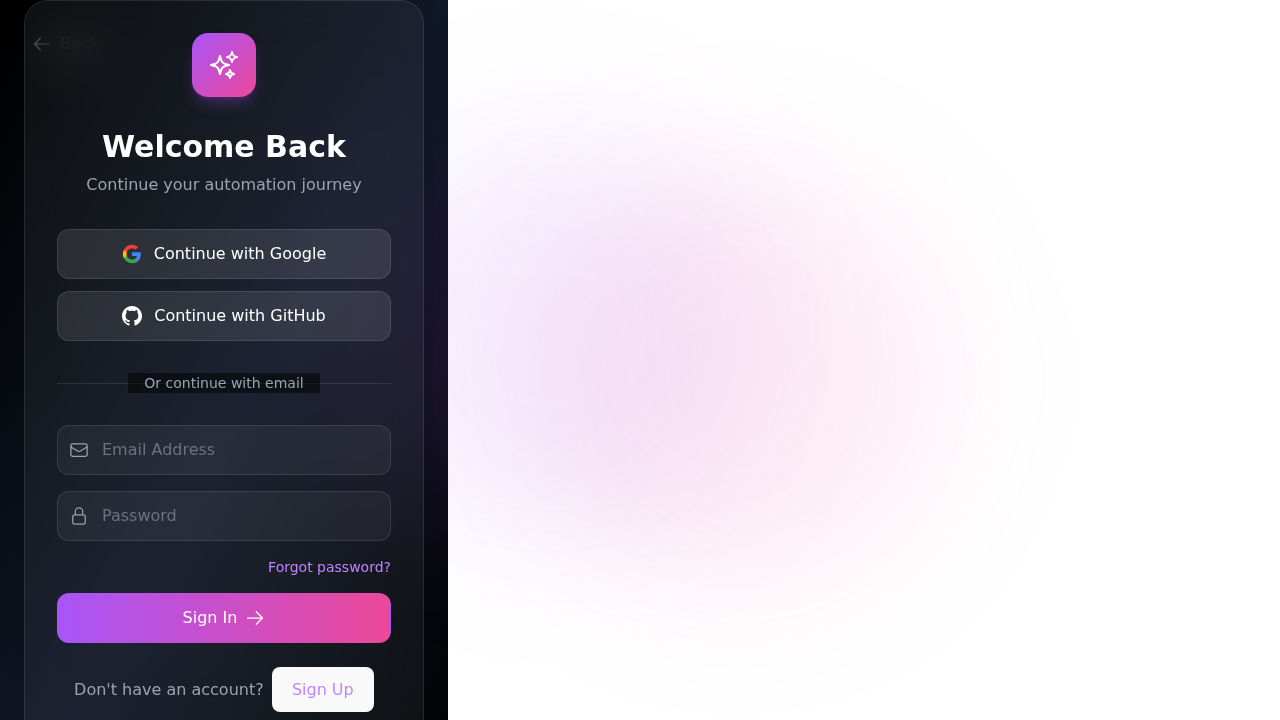 Back
Welcome Back
Continue your automation journey
Continue with Google
Continue with GitHub
Or continue with email
Email Address
Password
Forgot password?
Sign In
Don't have an account? Sign Up